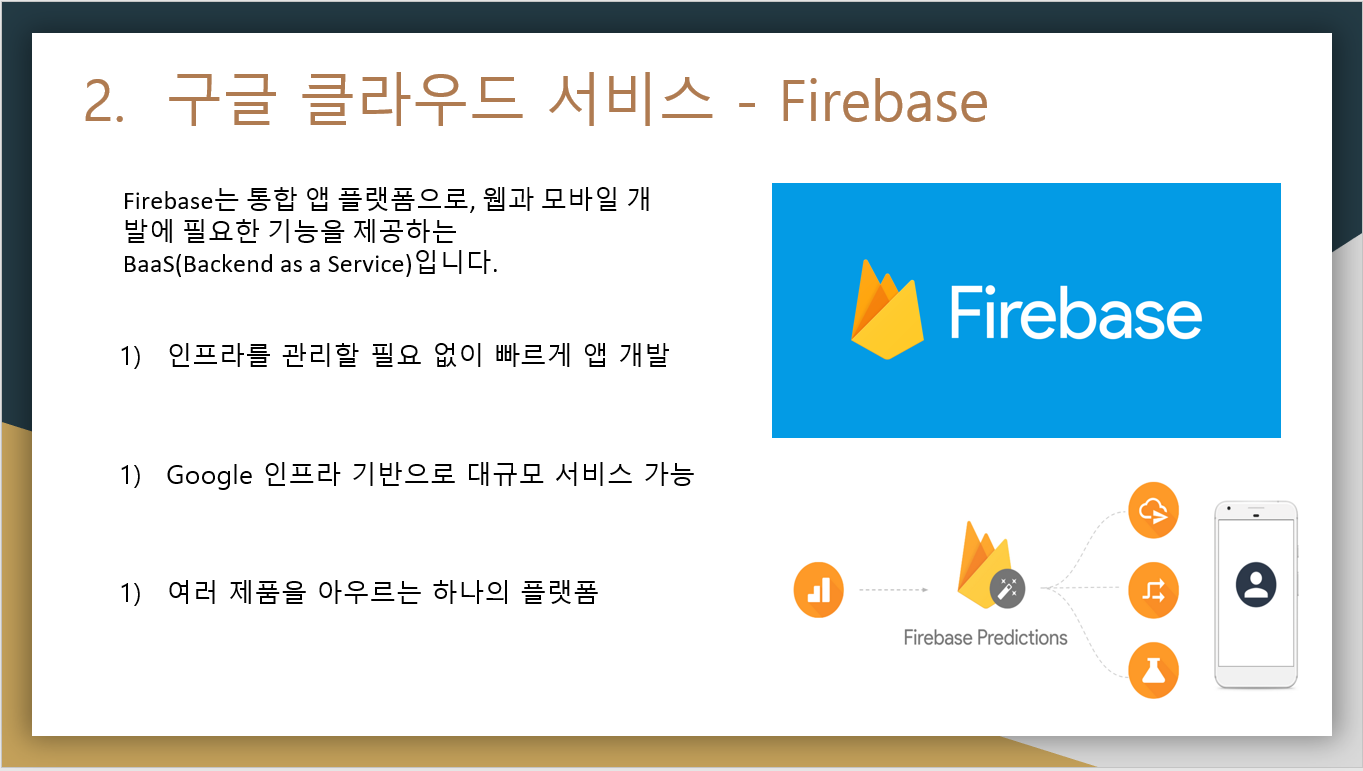 2. 구글 클라우드 서비스 - Firebase
Firebase는 통합 앱 플랫폼으로, 웹과 모바일 개
발에 필요한 기능을 제공하는
BaaS(Backend as a Service)입니다.
1) 인프라를 관리할 필요 없이 빠르게 앱 개발
1) Google 인프라 기반으로 대규모 서비스 가능
1) 여러 제품을 아우르는 하나의 플랫폼
Firebase
Firebase Predictions